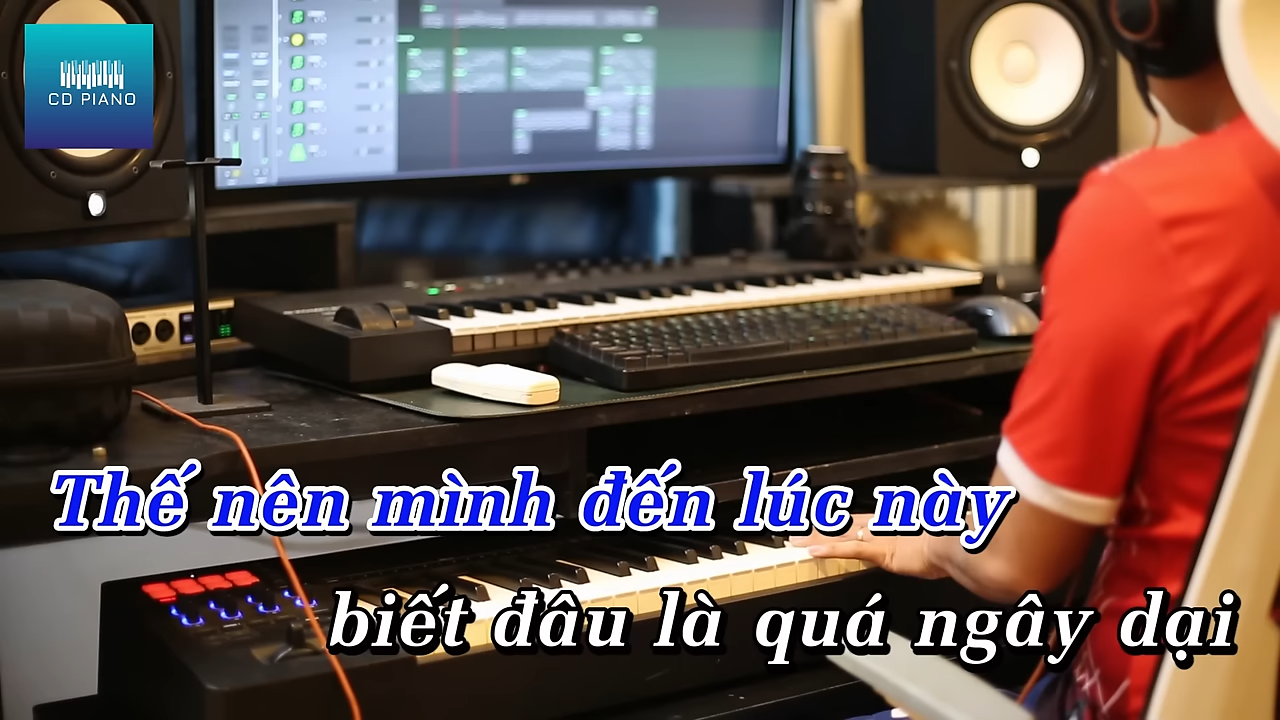 CD PIANO
Thế nên mình đến lúc này
biết đâu là quá ngây dại